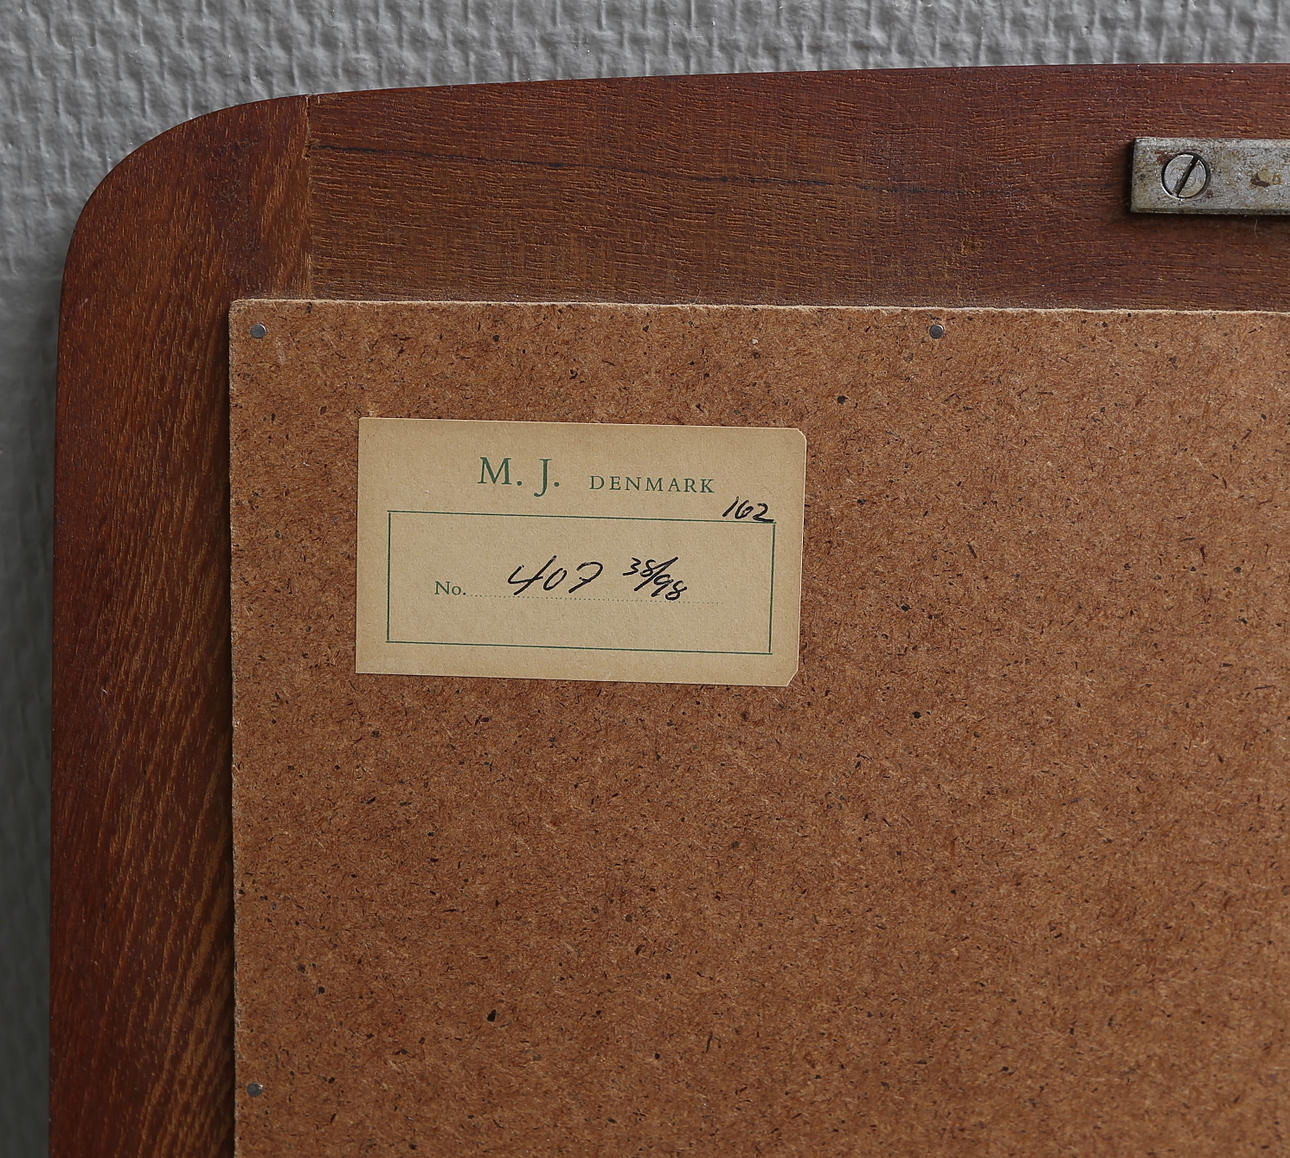 M. J. DENMARK
162
No. 407 38/98